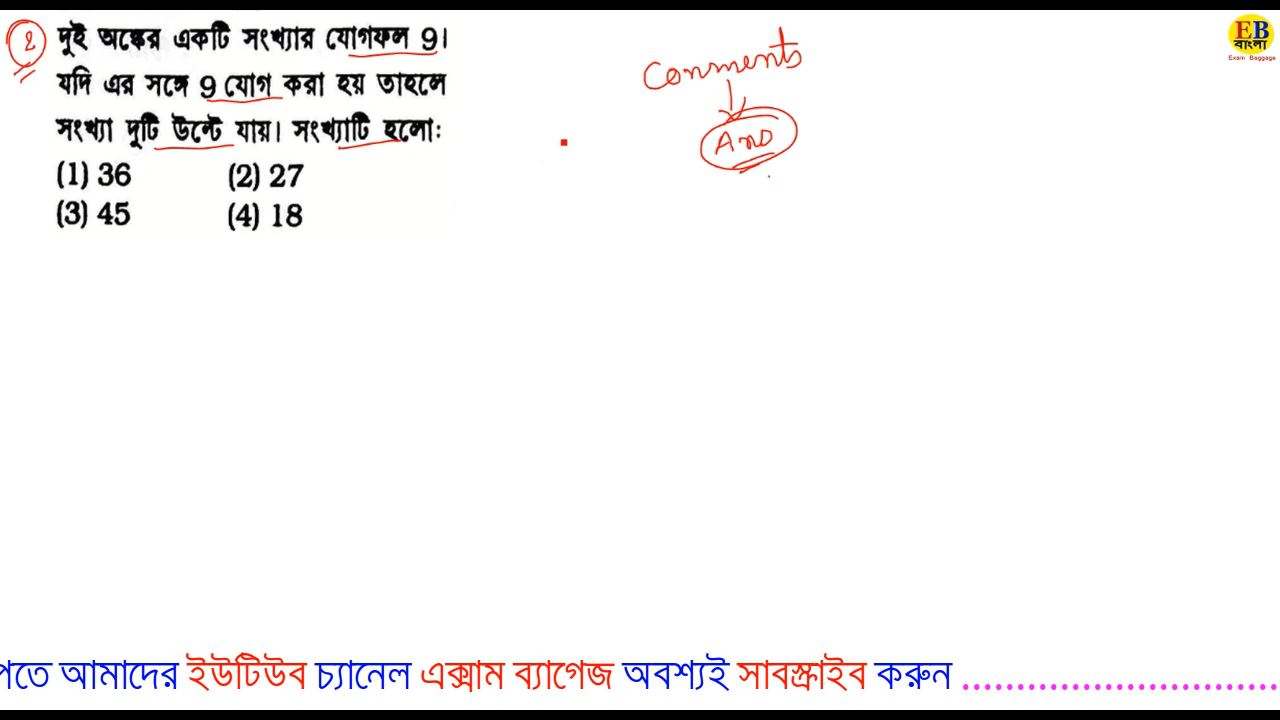 2
দুই অঙ্কের একটি সংখ্যার যোগফল 9।
যদি এর সঙ্গে 9 যোগ করা হয় তাহলে
সংখ্যা দুটি উল্টে যায়। সংখ্যাটি হলো:
(1) 36 (2) 27
(3) 45 (4) 18
Comments
Ans
EB
বাংলা
Exam Baggage
পতে আমাদের ইউটিউব চ্যানেল এক্সাম ব্যাগেজ অবশ্যই সাবস্ক্রাইব করুন ............................